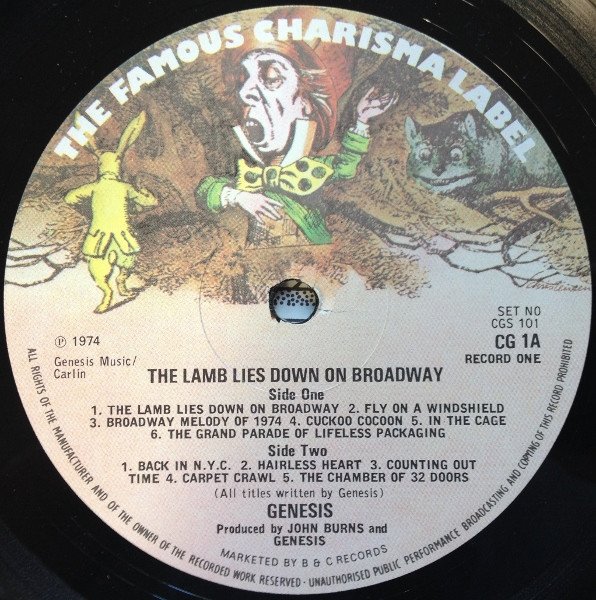 THE FAMOUS CHARISMA LABEL
SET NO
CGS 101
℗ 1974
CG 1A
Genesis Music/
Carlin
RECORD ONE
THE LAMB LIES DOWN ON BROADWAY
Side One
1. THE LAMB LIES DOWN ON BROADWAY 2. FLY ON A WINDSHIELD
3. BROADWAY MELODY OF 1974 4. CUCKOO COCOON 5. IN THE CAGE
6. THE GRAND PARADE OF LIFELESS PACKAGING
Side Two
1. BACK IN N.Y.C. 2. HAIRLESS HEART 3. COUNTING OUT
TIME 4. CARPET CRAWL 5. THE CHAMBER OF 32 DOORS
(All titles written by Genesis)
GENESIS
Produced by JOHN BURNS and
GENESIS
MARKETED BY B & C RECORDS
ALL RIGHTS OF THE MANUFACTURER AND OF THE OWNER OF THE RECORDED WORK RESERVED - UNAUTHORISED PUBLIC PERFORMANCE BROADCASTING AND COPYING OF THIS RECORD PROHIBITED